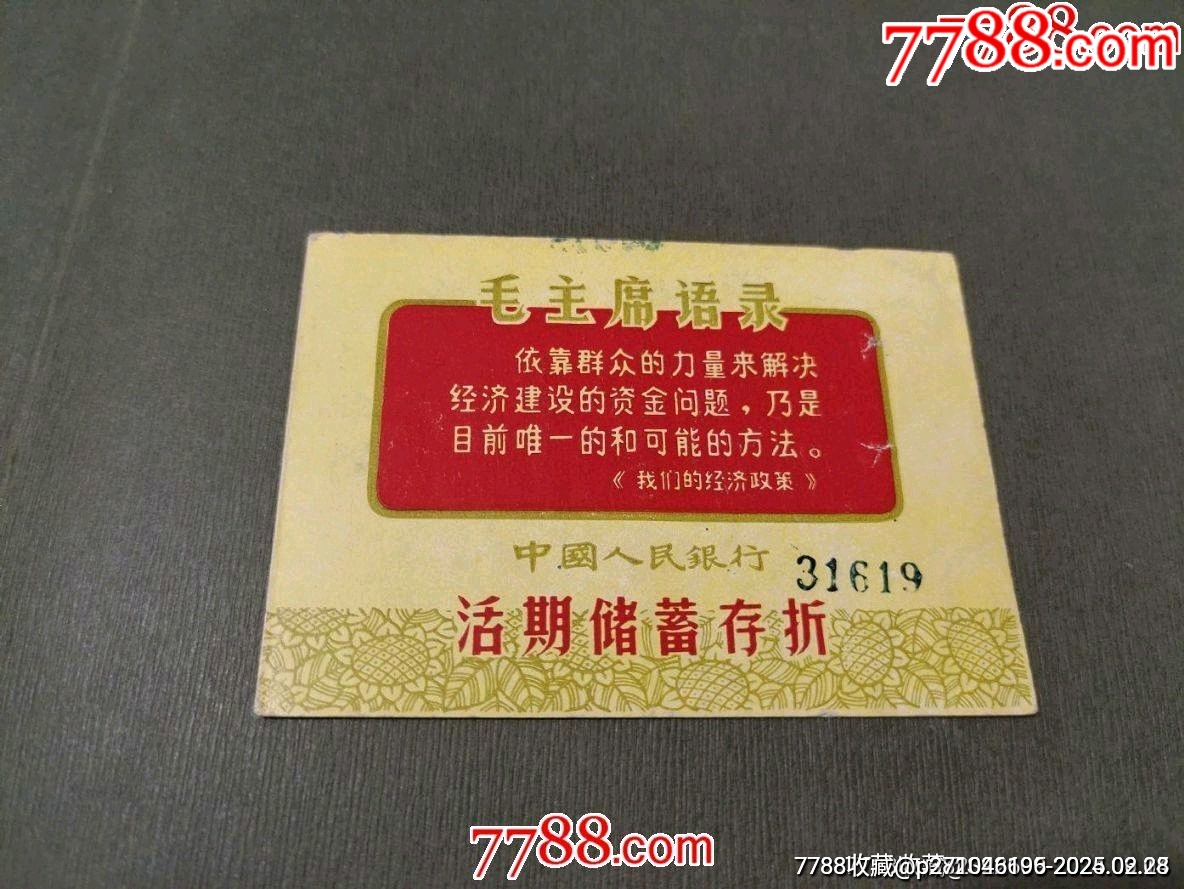 7788.com
毛主席语录
依靠群众的力量来解决
经济建设的资金问题，乃是
目前唯一的和可能的方法。
《我们的经济政策》
中國人民銀行
31619
活期储蓄存折
7788.com